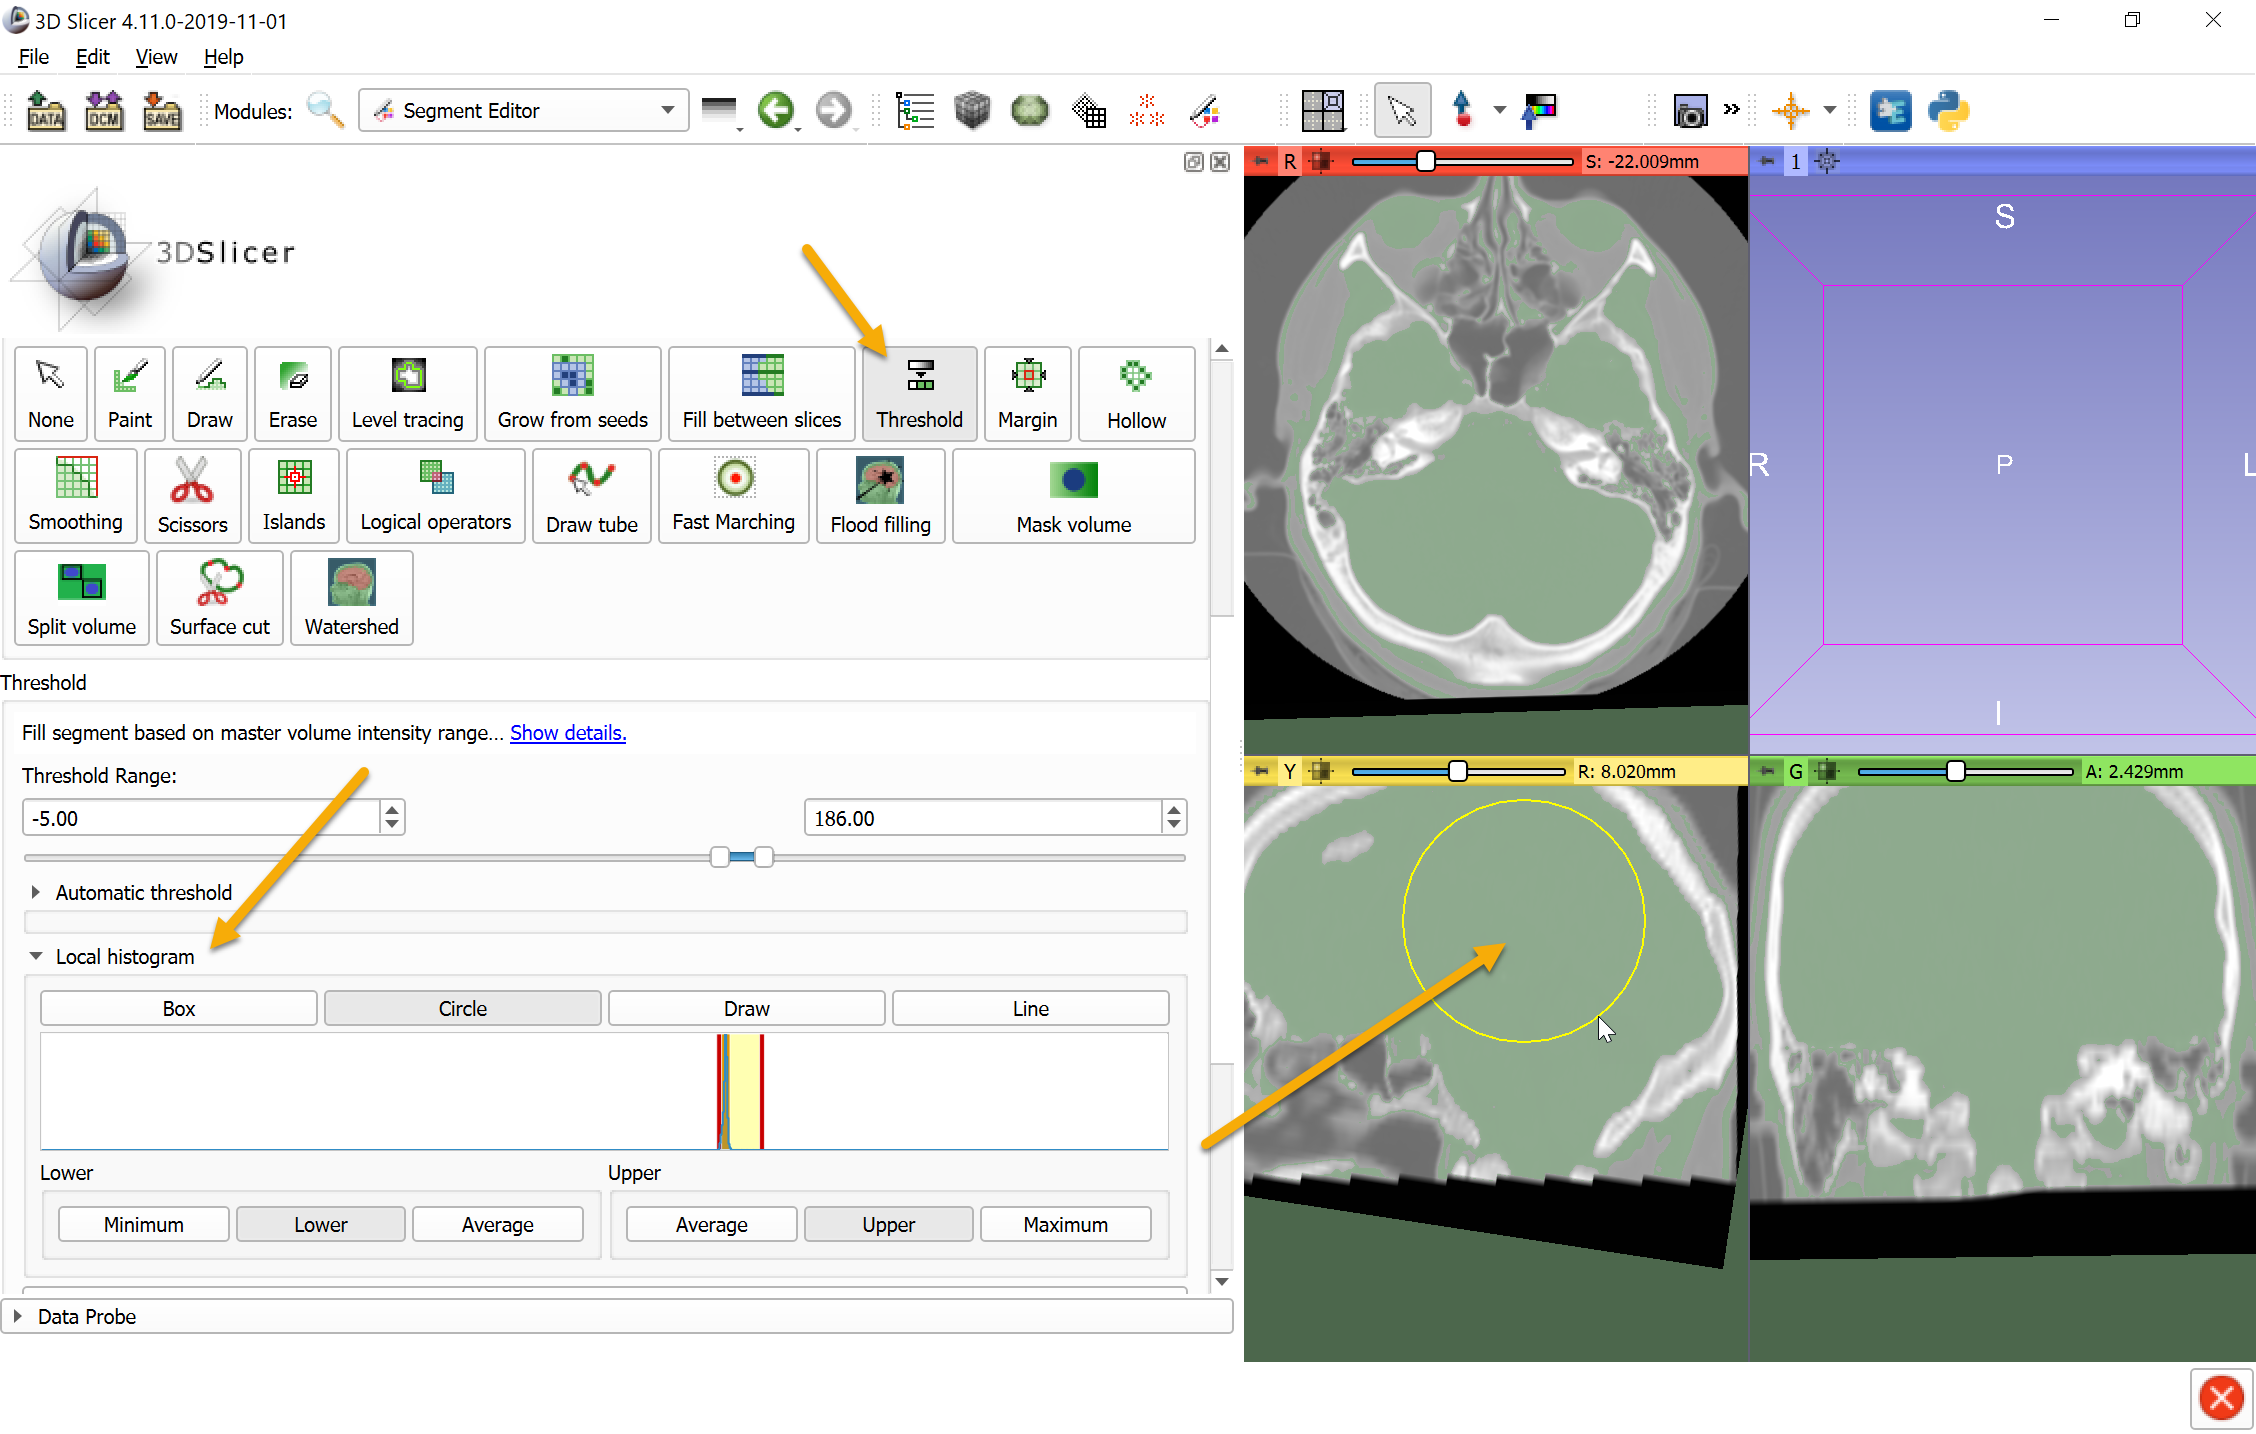 3D Slicer 4.11.0-2019-11-01
File Edit View Help
DATA DCM SAVE Modules: Segment Editor
3DSlicer
None Paint Draw Erase Level tracing Grow from seeds Fill between slices Threshold Margin Hollow
Smoothing Scissors Islands Logical operators Draw tube Fast Marching Flood filling Mask volume
Split volume Surface cut Watershed
Threshold
Fill segment based on master volume intensity range... Show details.
Threshold Range:
-5.00 186.00
Automatic threshold
Local histogram
Box Circle Draw Line
Lower Upper
Minimum Lower Average Average Upper Maximum
Data Probe
R S: -22.009mm
1
S
R P L
I
Y R: 8.020mm
G A: 2.429mm